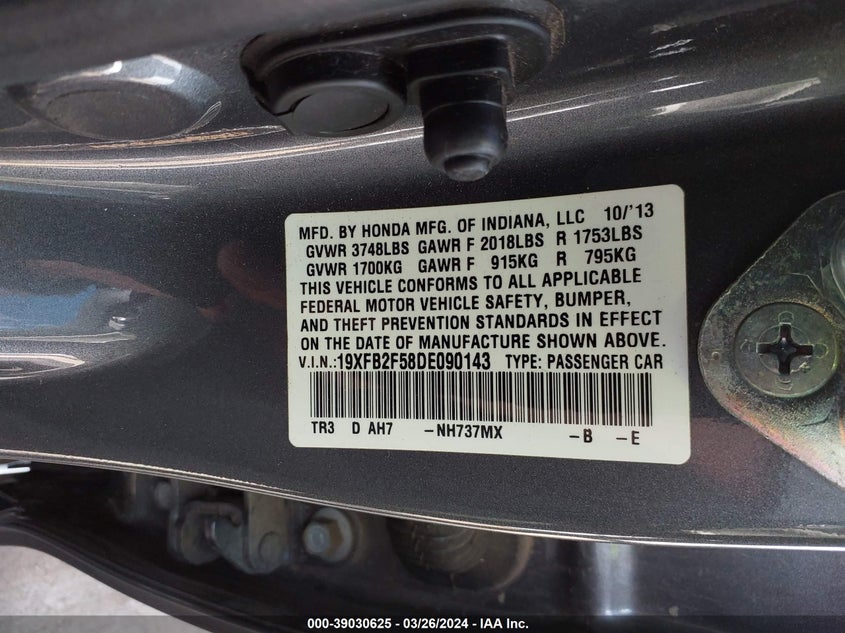 MFD. BY HONDA MFG. OF INDIANA, LLC 10/'13
GVWR 3748LBS GAWR F 2018LBS R 1753LBS
GVWR 1700KG GAWR F 915KG R 795KG
THIS VEHICLE CONFORMS TO ALL APPLICABLE
FEDERAL MOTOR VEHICLE SAFETY, BUMPER,
AND THEFT PREVENTION STANDARDS IN EFFECT
ON THE DATE OF MANUFACTURE SHOWN ABOVE.
V.I.N.:19XFB2F58DE090143 TYPE: PASSENGER CAR
TR3 D AH7 -NH737MX -B -E
000-39030625 - 03/26/2024 - IAA Inc.